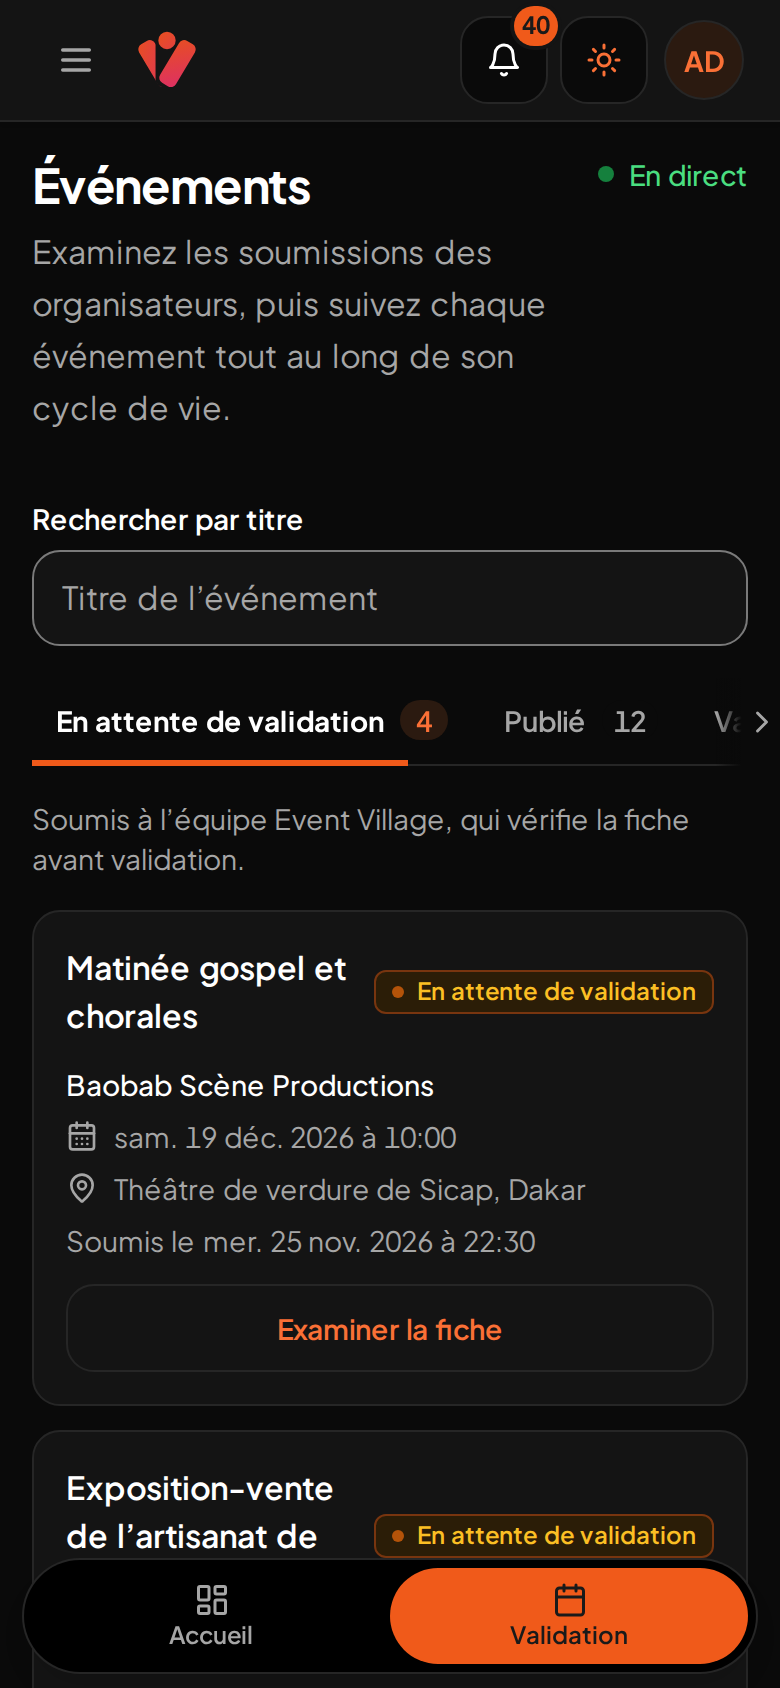 40
AD
Événements
En direct
Examinez les soumissions des
organisateurs, puis suivez chaque
événement tout au long de son
cycle de vie.
Rechercher par titre
Titre de l’événement
En attente de validation 4 Publié 12
Soumis à l’équipe Event Village, qui vérifie la fiche
avant validation.
Matinée gospel et
chorales
En attente de validation
Baobab Scène Productions
sam. 19 déc. 2026 à 10:00
Théâtre de verdure de Sicap, Dakar
Soumis le mer. 25 nov. 2026 à 22:30
Examiner la fiche
Exposition-vente
de l’artisanat de
En attente de validation
Accueil
Validation